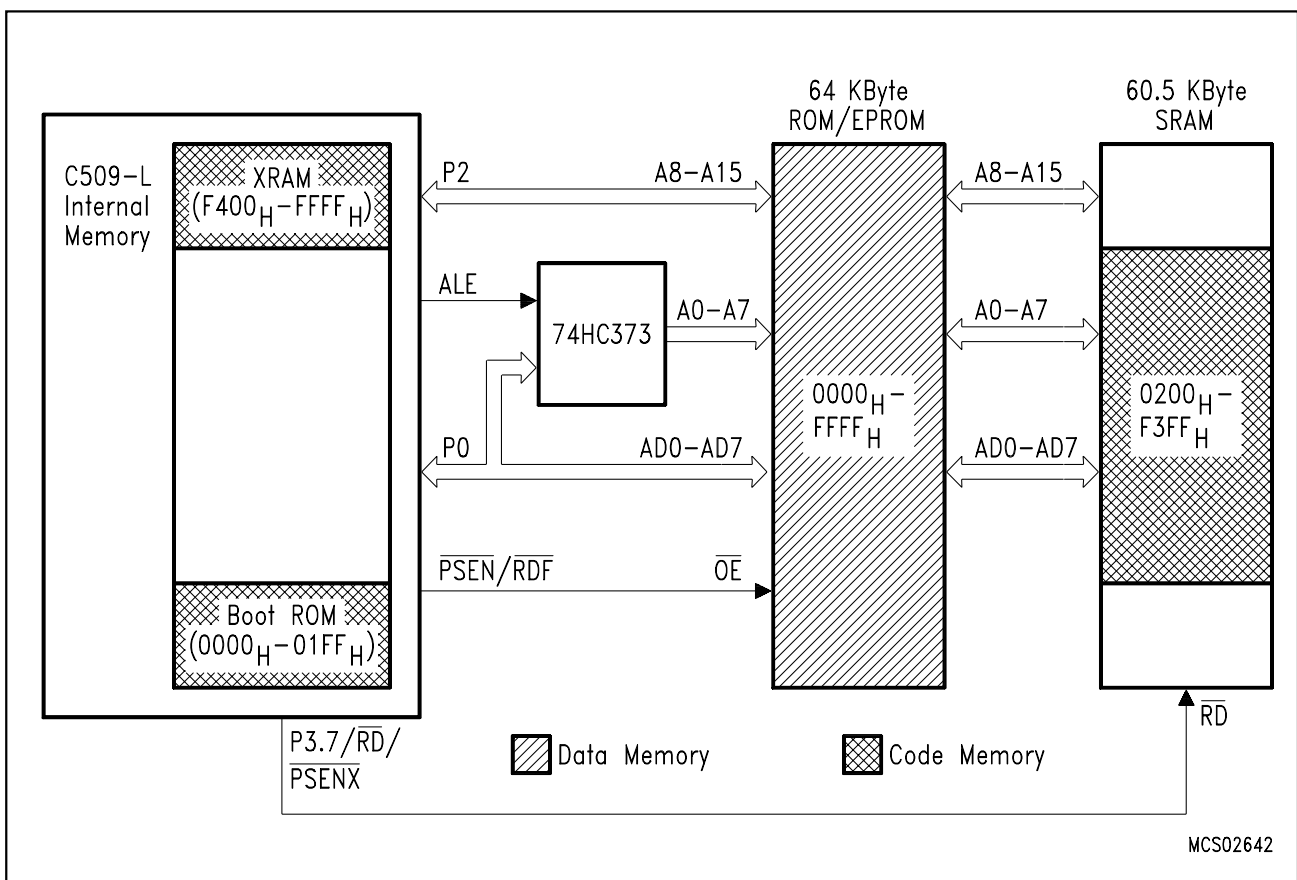 64 KByte
ROM/EPROM
60.5 KByte
SRAM
C509-L
Internal
Memory
XRAM
(F400H-FFFFH)
P2
A8-A15
A8-A15
ALE
74HC373
A0-A7
A0-A7
0000H-
FFFFH
0200H-
F3FFH
P0
AD0-AD7
AD0-AD7
PSEN/RDF
OE
Boot ROM
(0000H-01FFH)
P3.7/RD/
PSENX
RD
Data Memory
Code Memory
MCS02642